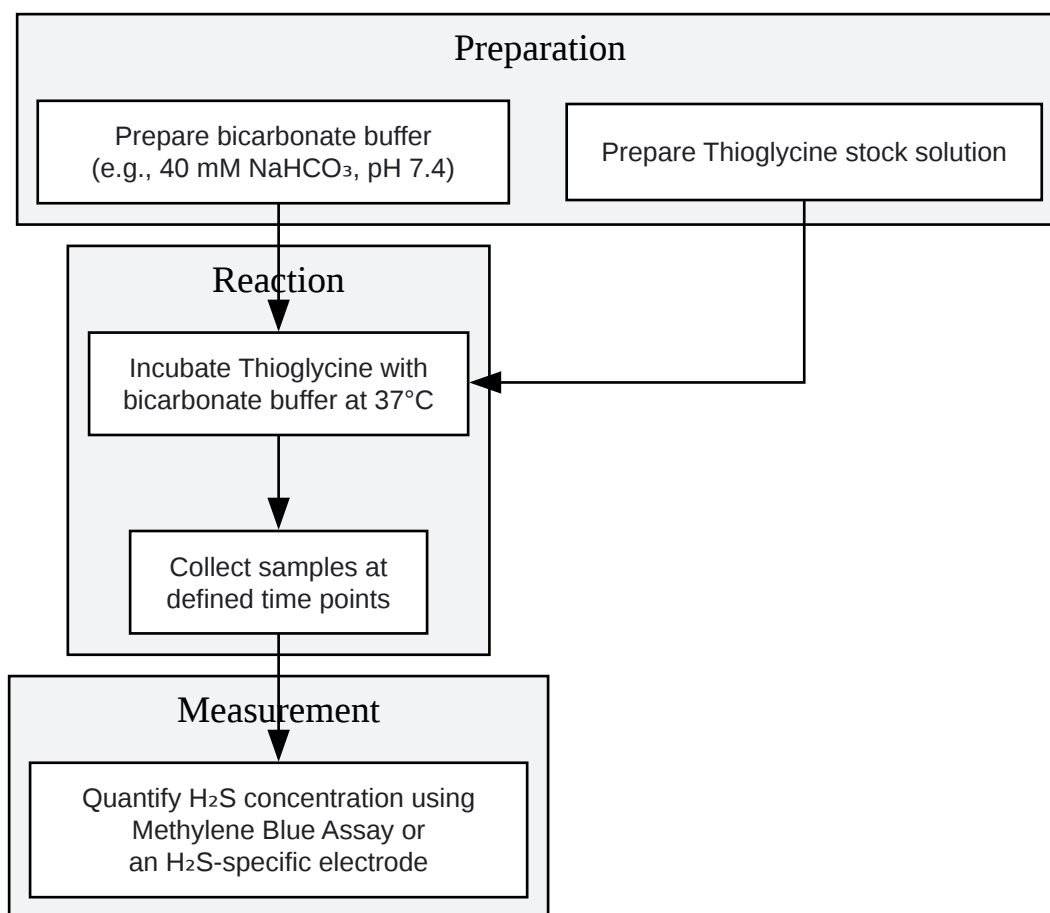 Preparation
Prepare bicarbonate buffer
(e.g., 40 mM NaHCO₃, pH 7.4)
Prepare Thioglycine stock solution
Reaction
Incubate Thioglycine with
bicarbonate buffer at 37°C
Collect samples at
defined time points
Measurement
Quantify H₂S concentration using
Methylene Blue Assay or
an H₂S-specific electrode